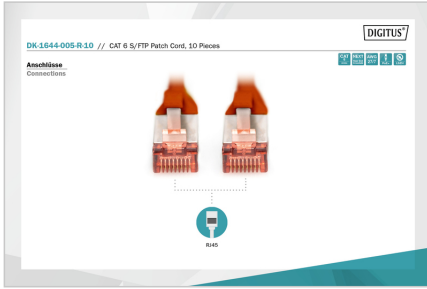 DIGITUS®
DK-1644-005-R-10 // CAT 6 S/FTP Patch Cord, 10 Pieces
Anschlüsse
Connections
RJ45